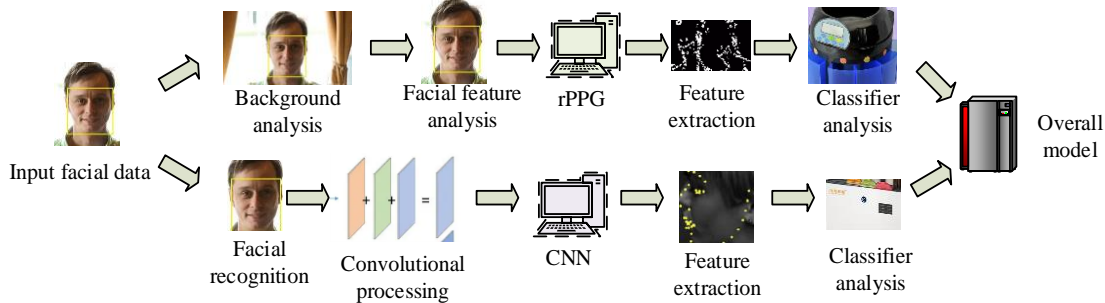 Background
analysis
Facial feature
analysis
rPPG
Feature
extraction
Classifier
analysis
Input facial data
Overall
model
+
+
=
Facial
recognition
Convolutional
processing
CNN
Feature
extraction
Classifier
analysis